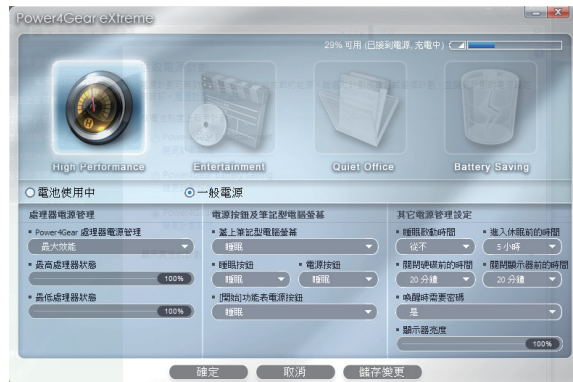 Power4Gear eXtreme
29% 可用 (已接到電源, 充電中)
High Performance
Entertainment
Quiet Office
Battery Saving
電池使用中
一般電源
處理器電源管理
Power4Gear 處理器電源管理
最大效能
最高處理器狀態
100%
最低處理器狀態
100%
電源按鈕及筆記型電腦螢幕
蓋上筆記型電腦螢幕
睡眠
睡眠按鈕
電源按鈕
睡眠
睡眠
[開始]功能表電源按鈕
睡眠
其它電源管理設定
睡眠啟動時間
進入休眠前的時間
從不
5 小時
關閉硬碟前的時間
關閉顯示器前的時間
20 分鐘
20 分鐘
喚醒時需要密碼
是
顯示器亮度
100%
確定
取消
儲存變更